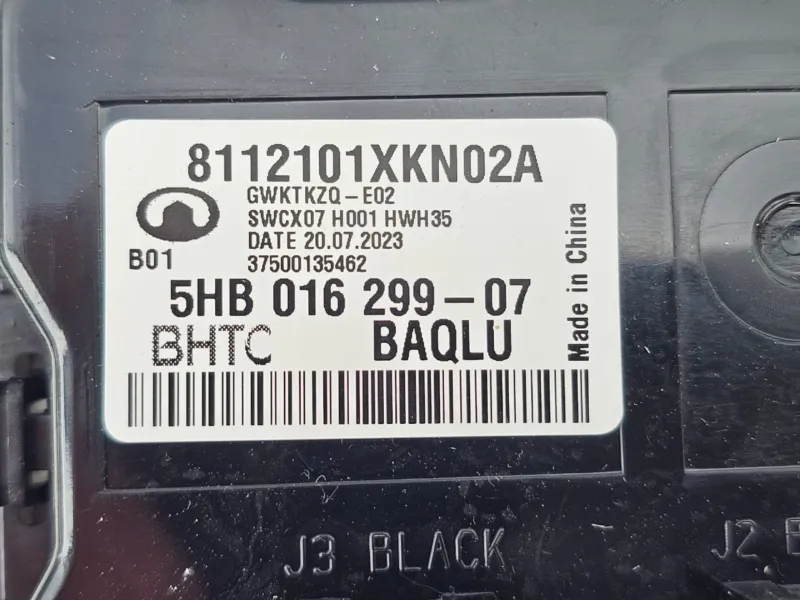 8112101XKN02A
GWKTKZQ-E02
SWCX07 H001 HWH35
DATE 20.07.2023
B01
37500135462
5HB 016 299-07
BHTC BAQLU
Made in China
J3 BLACK
J2